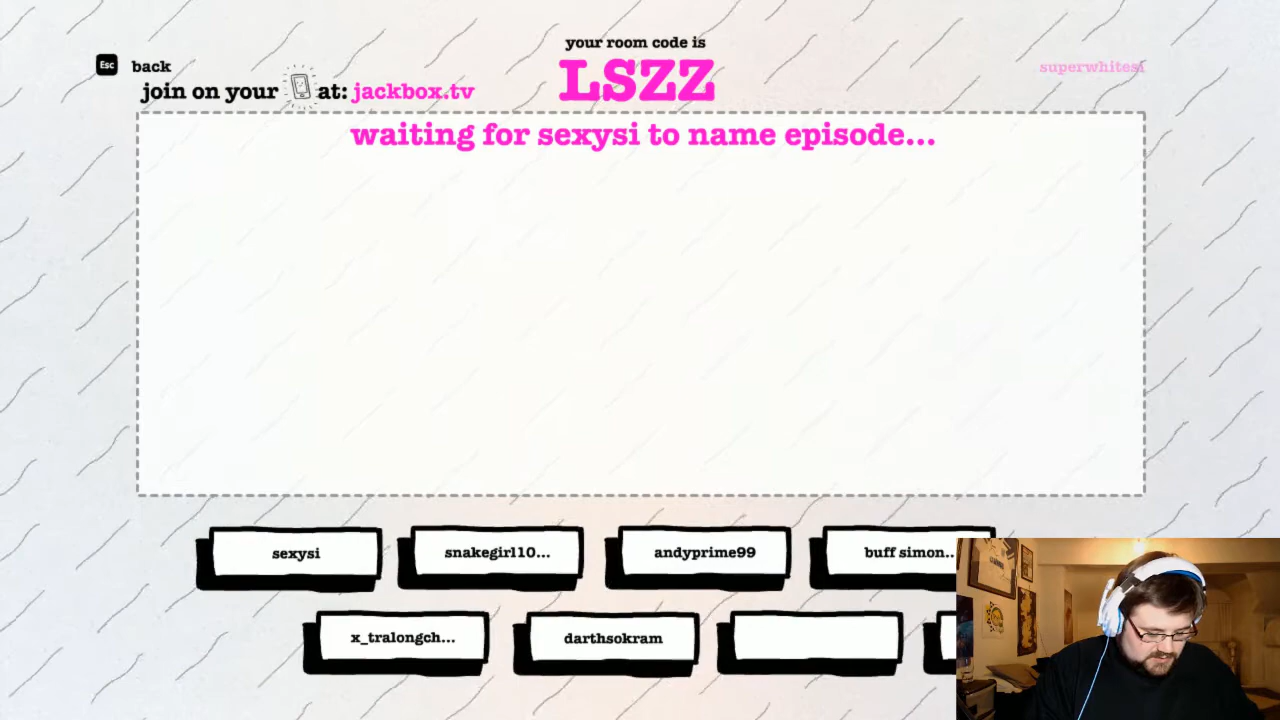 your room code is
LSZZ
Esc back
superwhitesi
join on your at: jackbox.tv
waiting for sexysi to name episode...
sexysi
snakegirl10...
andyprime99
buff simon..
x_tralongch...
darthsokram